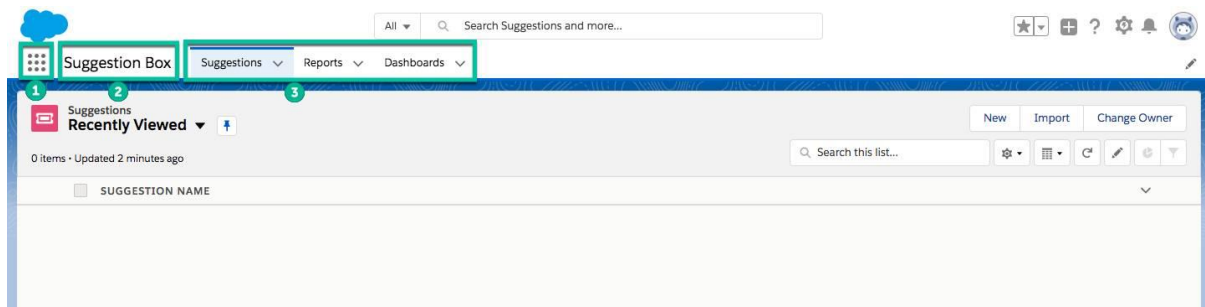 All Search Suggestions and more...
Suggestion Box Suggestions Reports Dashboards
1 2 3
Suggestions
Recently Viewed
New Import Change Owner
0 items • Updated 2 minutes ago
Search this list...
SUGGESTION NAME